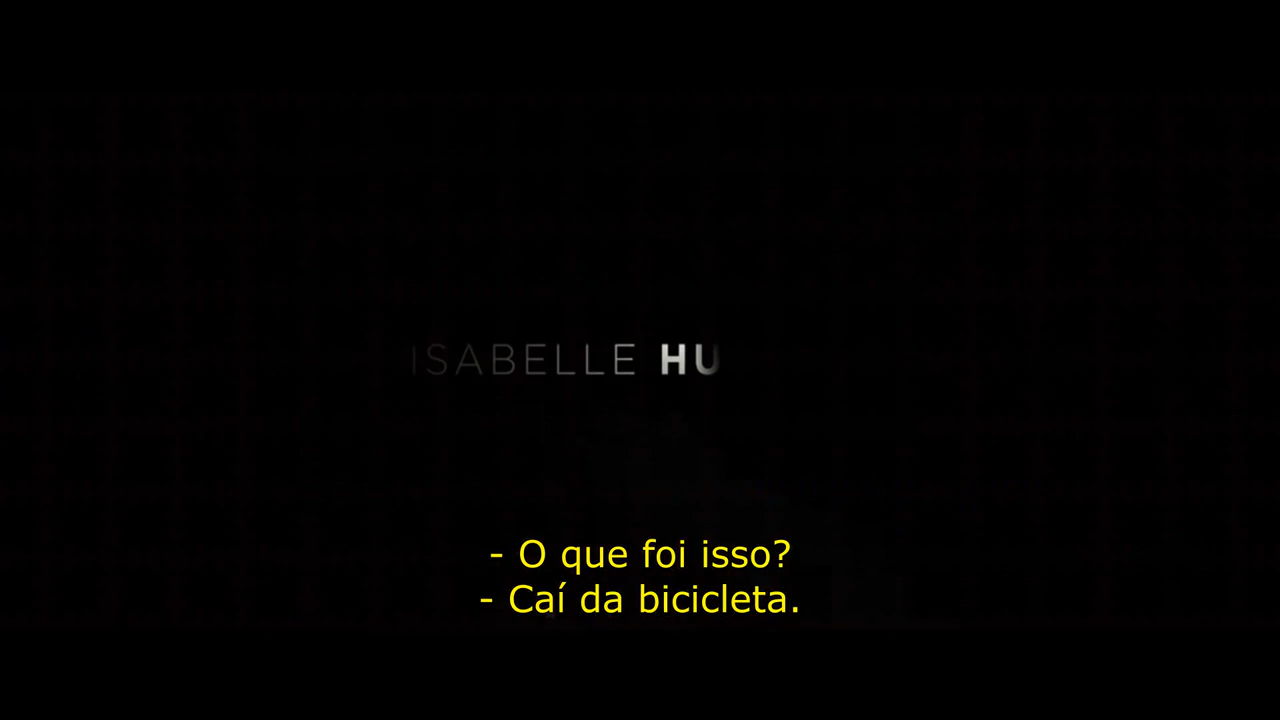 ISABELLE HU
- O que foi isso?
- Caí da bicicleta.